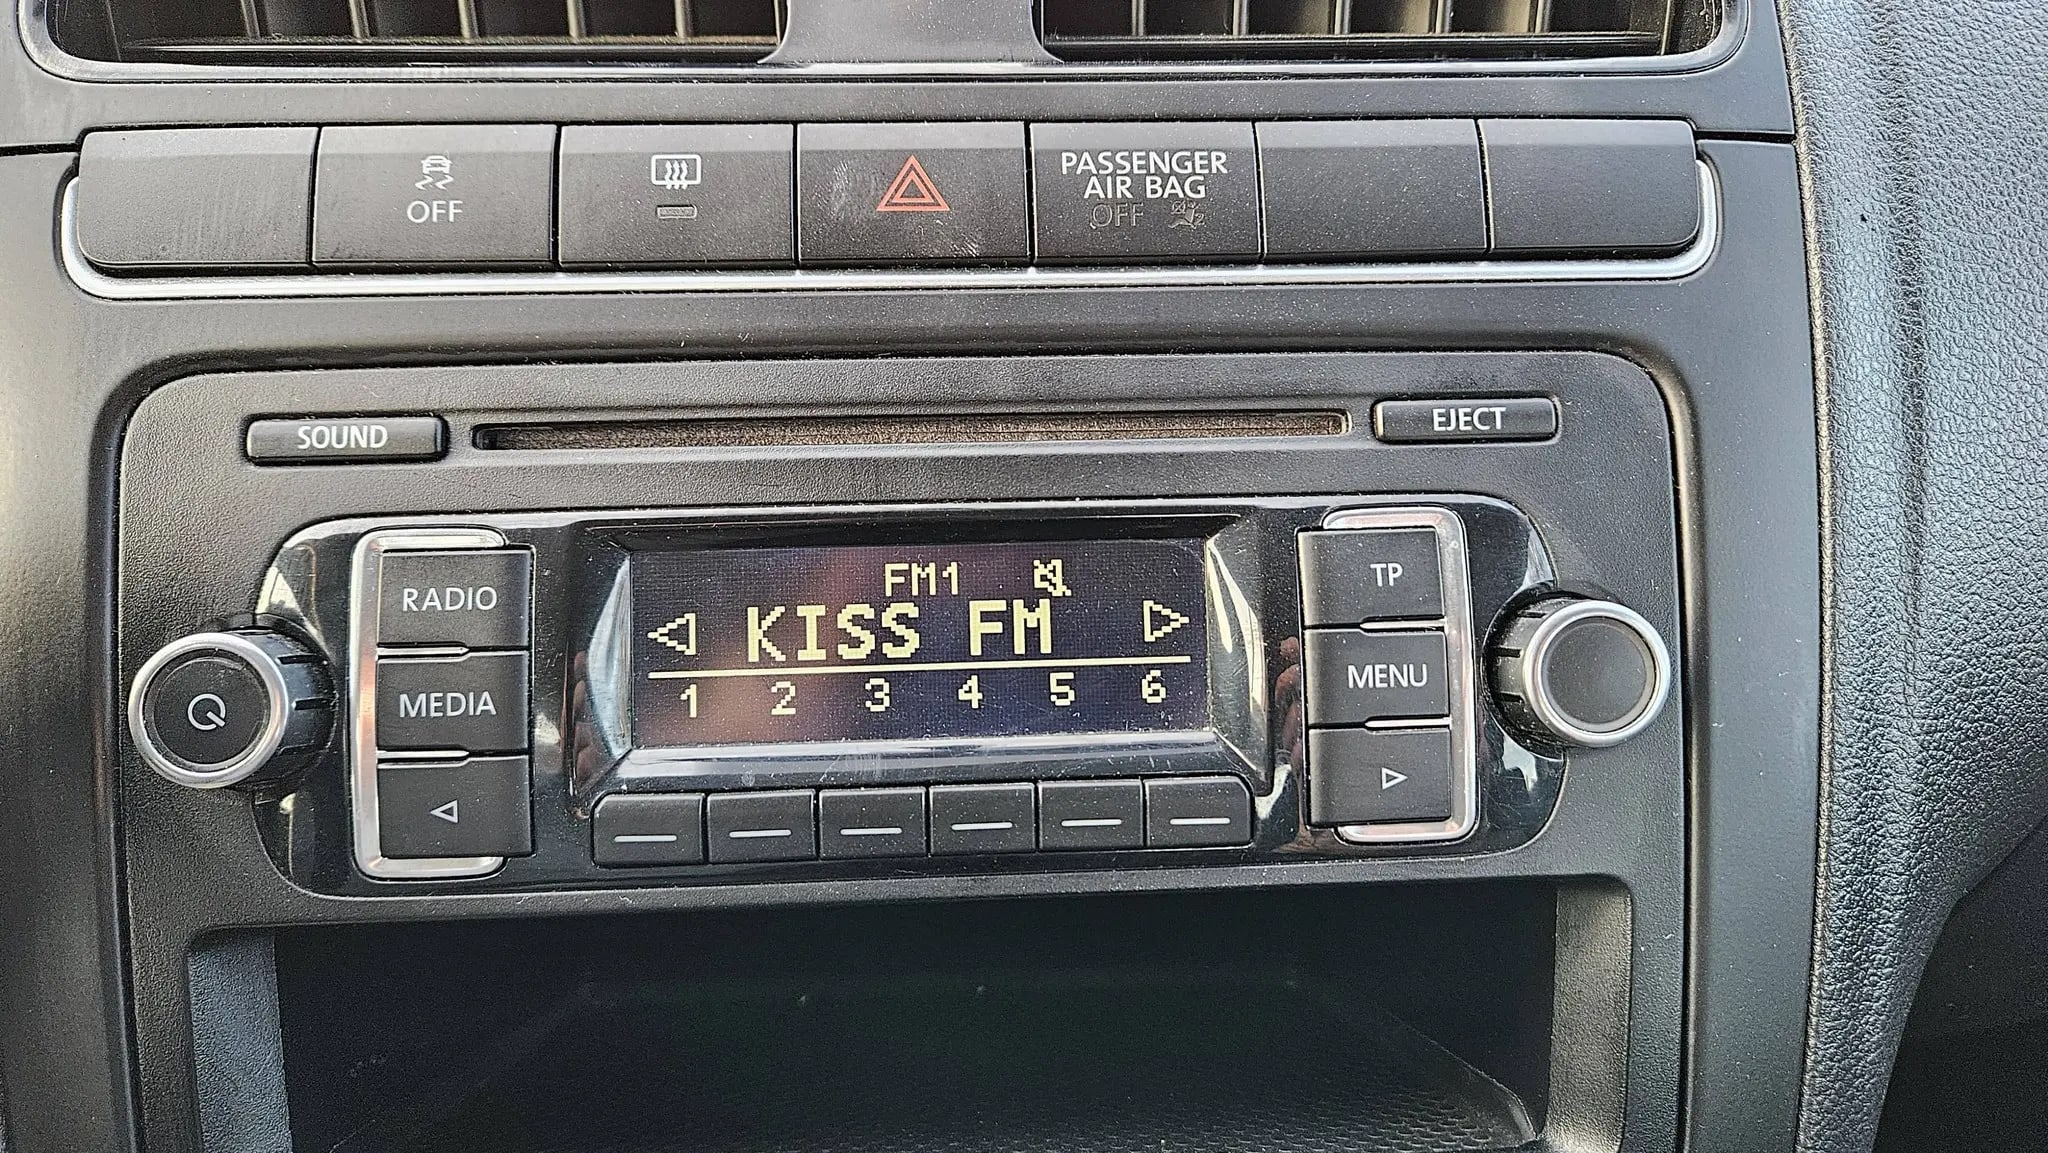 OFF
PASSENGER
AIR BAG
OFF
SOUND
EJECT
RADIO
MEDIA
FM1
KISS FM
1 2 3 4 5 6
TP
MENU